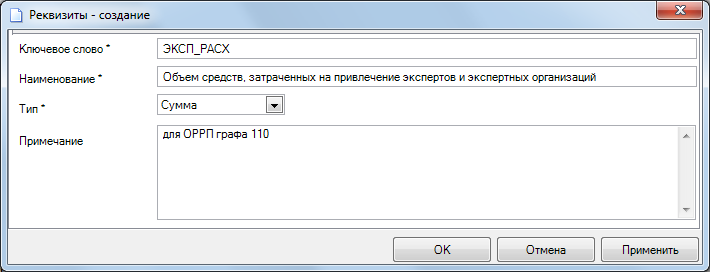 Реквизиты - создание
Ключевое слово * ЭКСП_РАСХ
Наименование * Объем средств, затраченных на привлечение экспертов и экспертных организаций
Тип * Сумма
Примечание для ОРРП графа 110
ОК Отмена Применить